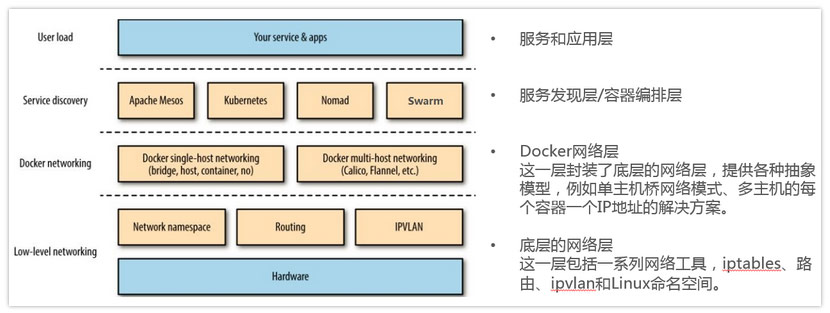 User load
Your service & apps
• 服务和应用层
Service discovery
Apache Mesos
Kubernetes
Nomad
Swarm
• 服务发现层/容器编排层
Docker networking
Docker single-host networking
(bridge, host, container, no)
Docker multi-host networking
(Calico, Flannel, etc.)
• Docker网络层
这一层封装了底层的网络层，提供各种抽象
模型，例如单主机桥网络模式、多主机的每
个容器一个IP地址的解决方案。
Low-level networking
Network namespace
Routing
IPVLAN
Hardware
• 底层的网络层
这一层包括一系列网络工具，iptables、路
由、ipvlan和Linux命名空间。